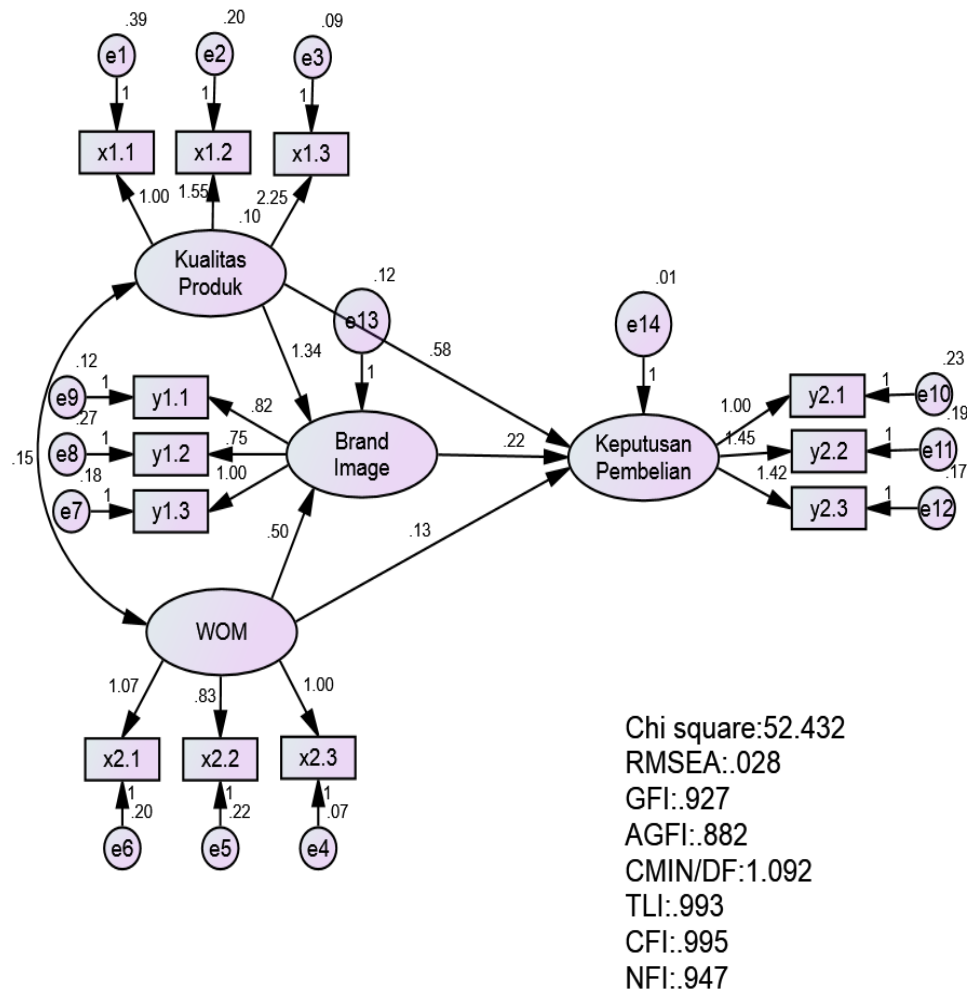 .39
.20
.09
e1
e2
e3
1
1
1
x1.1
x1.2
x1.3
1.00
1.55
2.25
.10
Kualitas
Produk
.12
e13
1
.01
e14
1
1.34
.58
.12
e9
1
y1.1
.82
.27
e8
1
y1.2
.75
.18
e7
1
y1.3
1.00
Brand
Image
.22
Keputusan
Pembelian
1.00
1.45
1.42
y2.1
1
.23
e10
y2.2
1
.19
e11
y2.3
1
.17
e12
.15
.50
.13
WOM
1.07
.83
1.00
x2.1
x2.2
x2.3
1
.20
1
.22
1
.07
e6
e5
e4
Chi square:52.432
RMSEA:.028
GFI:.927
AGFI:.882
CMIN/DF:1.092
TLI:.993
CFI:.995
NFI:.947